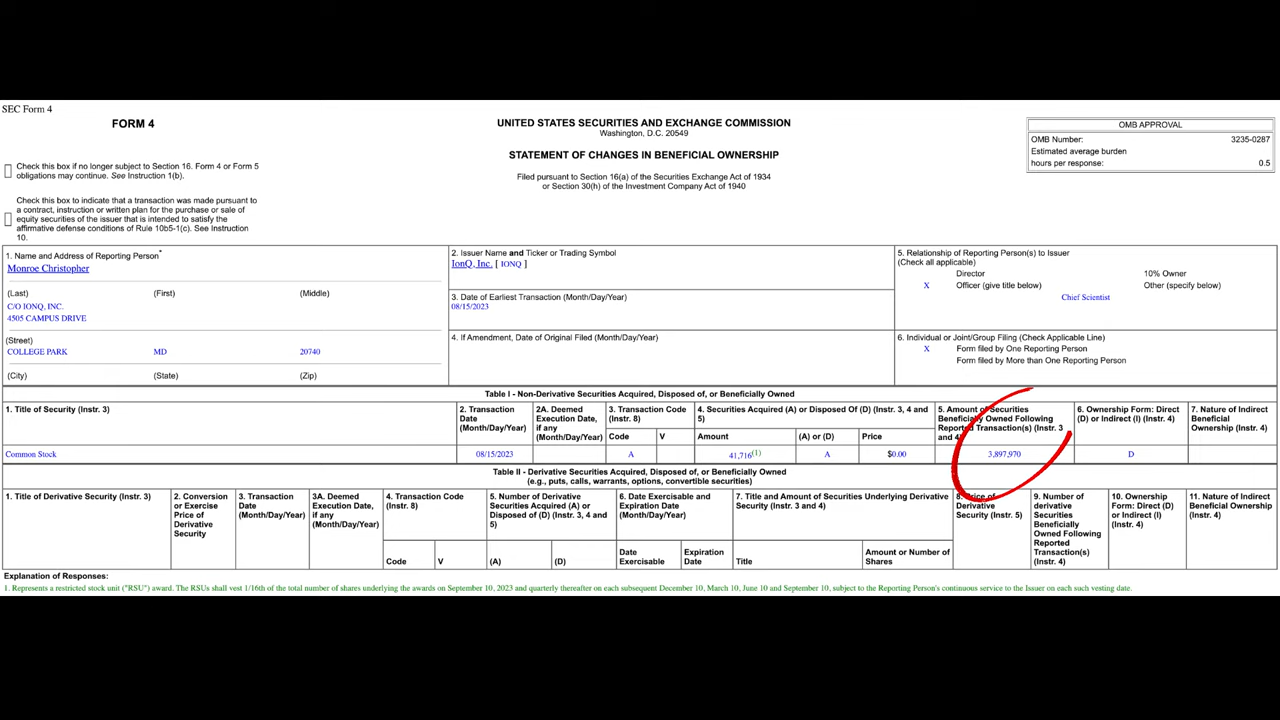 SEC Form 4
FORM 4
UNITED STATES SECURITIES AND EXCHANGE COMMISSION
Washington, D.C. 20549
STATEMENT OF CHANGES IN BENEFICIAL OWNERSHIP
Filed pursuant to Section 16(a) of the Securities Exchange Act of 1934
or Section 30(h) of the Investment Company Act of 1940
OMB APPROVAL
OMB Number: 3235-0287
Estimated average burden
hours per response: 0.5
Check this box if no longer subject to Section 16. Form 4 or Form 5
obligations may continue. See Instruction 1(b).
Check this box to indicate that a transaction was made pursuant to
a contract, instruction or written plan for the purchase or sale of
equity securities of the issuer that is intended to satisfy the
affirmative defense conditions of Rule 10b5-1(c). See Instruction
10.
1. Name and Address of Reporting Person*
Monroe Christopher
(Last) (First) (Middle)
C/O IONQ, INC.
4505 CAMPUS DRIVE
(Street)
COLLEGE PARK MD 20740
(City) (State) (Zip)
2. Issuer Name and Ticker or Trading Symbol
IonQ, Inc. [ IONQ ]
3. Date of Earliest Transaction (Month/Day/Year)
08/15/2023
4. If Amendment, Date of Original Filed (Month/Day/Year)
5. Relationship of Reporting Person(s) to Issuer
(Check all applicable)
Director 10% Owner
X Officer (give title below) Other (specify below)
Chief Scientist
6. Individual or Joint/Group Filing (Check Applicable Line)
X Form filed by One Reporting Person
Form filed by More than One Reporting Person
Table I - Non-Derivative Securities Acquired, Disposed of, or Beneficially Owned
1. Title of Security (Instr. 3)
2. Transaction
Date
(Month/Day/Year)
2A. Deemed
Execution Date,
if any
(Month/Day/Year)
3. Transaction Code
(Instr. 8)
4. Securities Acquired (A) or Disposed Of (D) (Instr. 3, 4 and
5)
5. Amount of Securities
Beneficially Owned Following
Reported Transaction(s) (Instr. 3
and 4)
6. Ownership Form: Direct
(D) or Indirect (I) (Instr. 4)
7. Nature of Indirect
Beneficial
Ownership (Instr. 4)
Code V Amount (A) or (D) Price
Common Stock 08/15/2023 A 41,716(1) A $0.00 3,897,970 D
Table II - Derivative Securities Acquired, Disposed of, or Beneficially Owned
(e.g., puts, calls, warrants, options, convertible securities)
1. Title of Derivative Security (Instr. 3)
2. Conversion
or Exercise
Price of
Derivative
Security
3. Transaction
Date
(Month/Day/Year)
3A. Deemed
Execution Date,
if any
(Month/Day/Year)
4. Transaction Code
(Instr. 8)
5. Number of Derivative
Securities Acquired (A) or
Disposed of (D) (Instr. 3, 4 and
5)
6. Date Exercisable and
Expiration Date
(Month/Day/Year)
7. Title and Amount of Securities Underlying Derivative
Security (Instr. 3 and 4)
8. Price of
Derivative
Security (Instr. 5)
9. Number of
derivative
Securities
Beneficially
Owned Following
Reported
Transaction(s)
(Instr. 4)
10. Ownership
Form: Direct (D)
or Indirect (I)
(Instr. 4)
11. Nature of Indirect
Beneficial Ownership
(Instr. 4)
Code V (A) (D)
Date
Exercisable
Expiration
Date
Title
Amount or Number of
Shares
Explanation of Responses:
1. Represents a restricted stock unit ("RSU") award. The RSUs shall vest 1/16th of the total number of shares underlying the awards on September 10, 2023 and quarterly thereafter on each subsequent December 10, March 10, June 10 and September 10, subject to the Reporting Person's continuous service to the Issuer on each such vesting date.